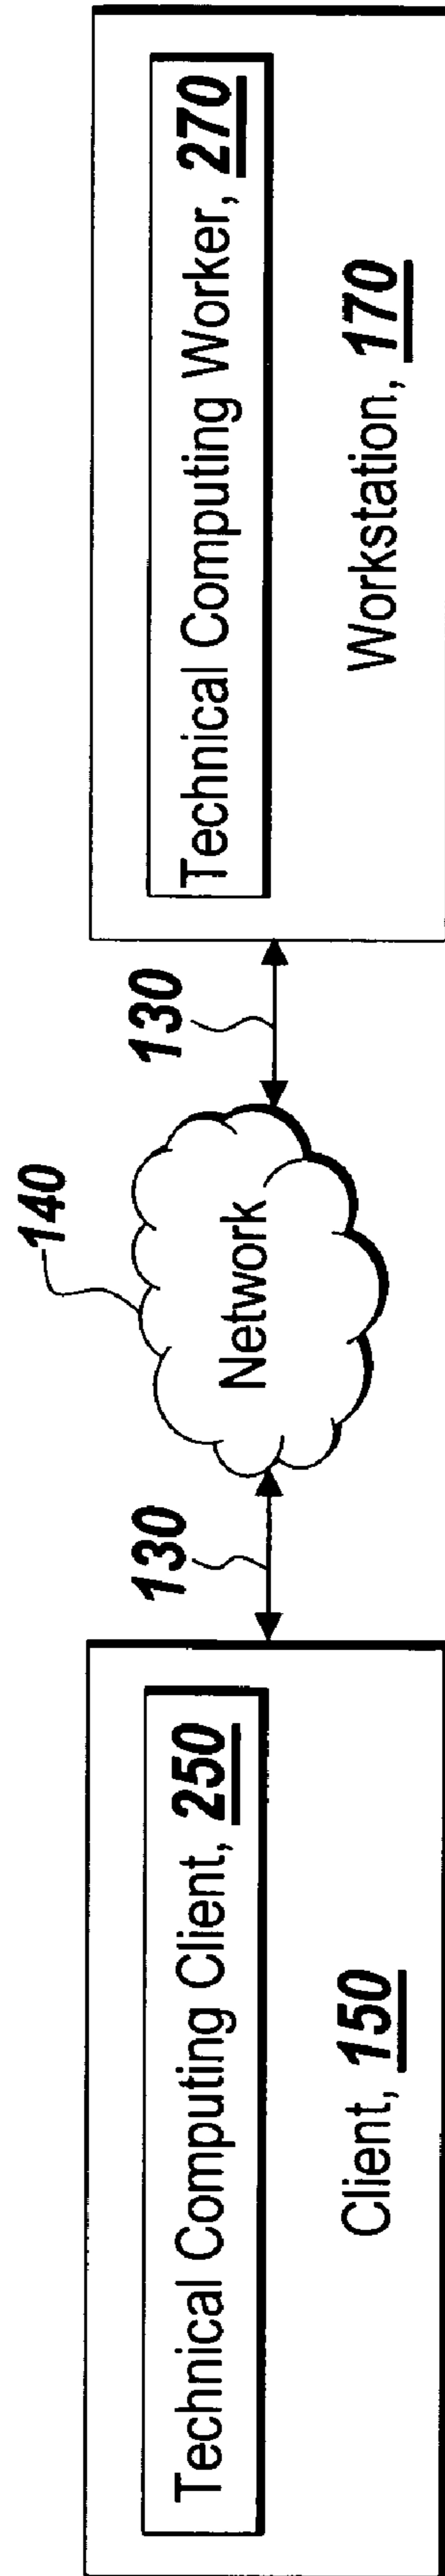 Technical Computing Client, 250
Client, 150
130
140
Network
130
Technical Computing Worker, 270
Workstation, 170